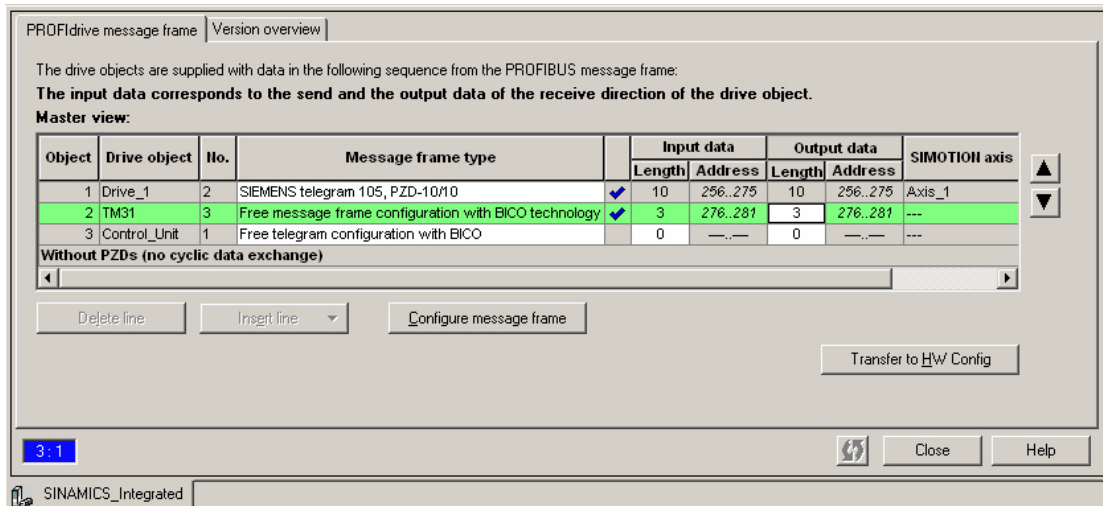 PROFIdrive message frame Version overview
The drive objects are supplied with data in the following sequence from the PROFIBUS message frame:
The input data corresponds to the send and the output data of the receive direction of the drive object.
Master view:
Object Drive object No. Message frame type Input data Output data SIMOTION axis
Length Address Length Address
1 Drive_1 2 SIEMENS telegram 105, PZD-10/10 10 256..275 10 256..275 Axis_1
2 TM31 3 Free message frame configuration with BICO technology 3 276..281 3 276..281 ---
3 Control_Unit 1 Free telegram configuration with BICO 0 —..— 0 —..— ---
Without PZDs (no cyclic data exchange)
Delete line Insert line Configure message frame
Transfer to HW Config
3 : 1 Close Help
SINAMICS_Integrated